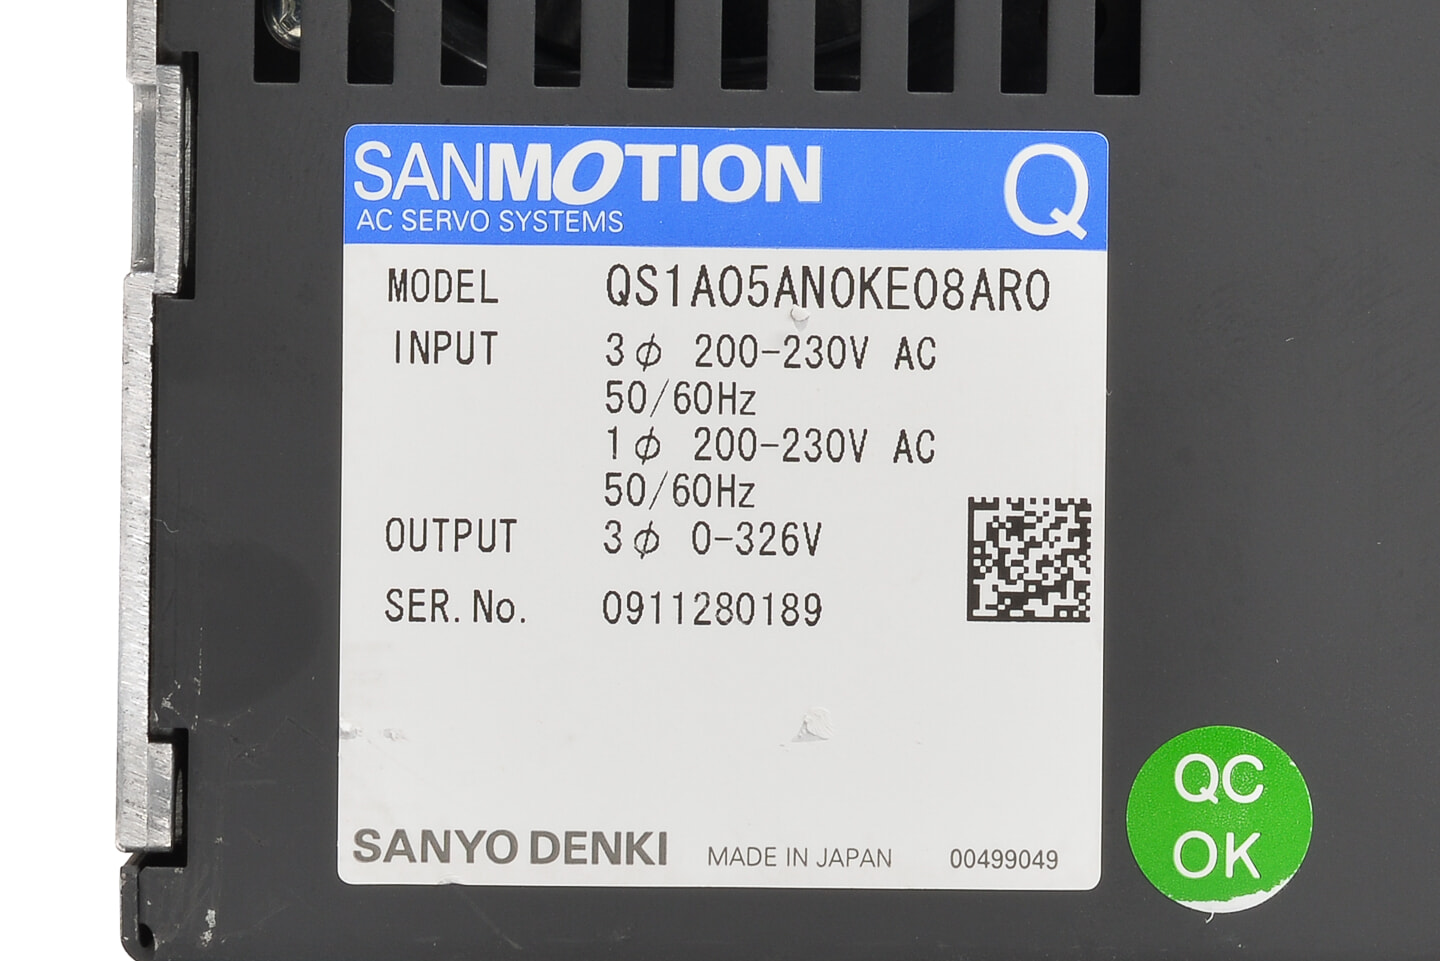 SANMOTION Q
AC SERVO SYSTEMS
MODEL QS1A05AN0KE08AR0
INPUT 3φ 200-230V AC
50/60Hz
1φ 200-230V AC
50/60Hz
OUTPUT 3φ 0-326V
SER.No. 0911280189
SANYO DENKI MADE IN JAPAN 00499049
QC
OK